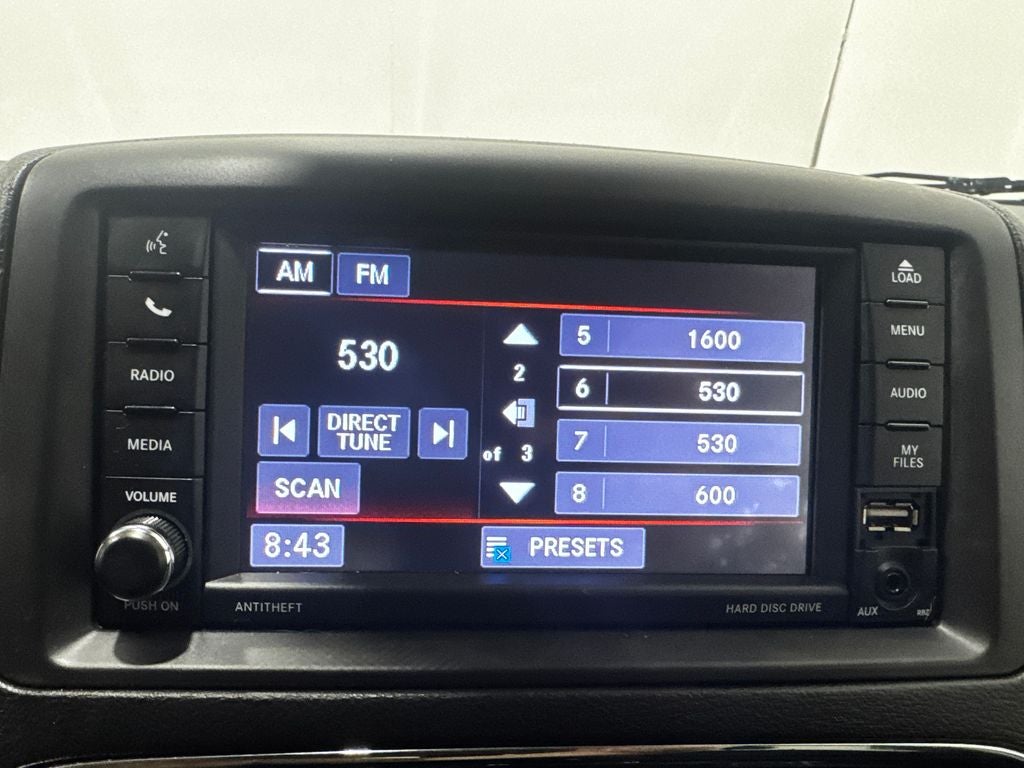 AM FM
530
DIRECT
TUNE
SCAN
8:43
2
of 3
5 1600
6 530
7 530
8 600
PRESETS
RADIO
MEDIA
VOLUME
PUSH ON
ANTITHEFT
HARD DISC DRIVE
LOAD
MENU
AUDIO
MY
FILES
AUX
RBZ